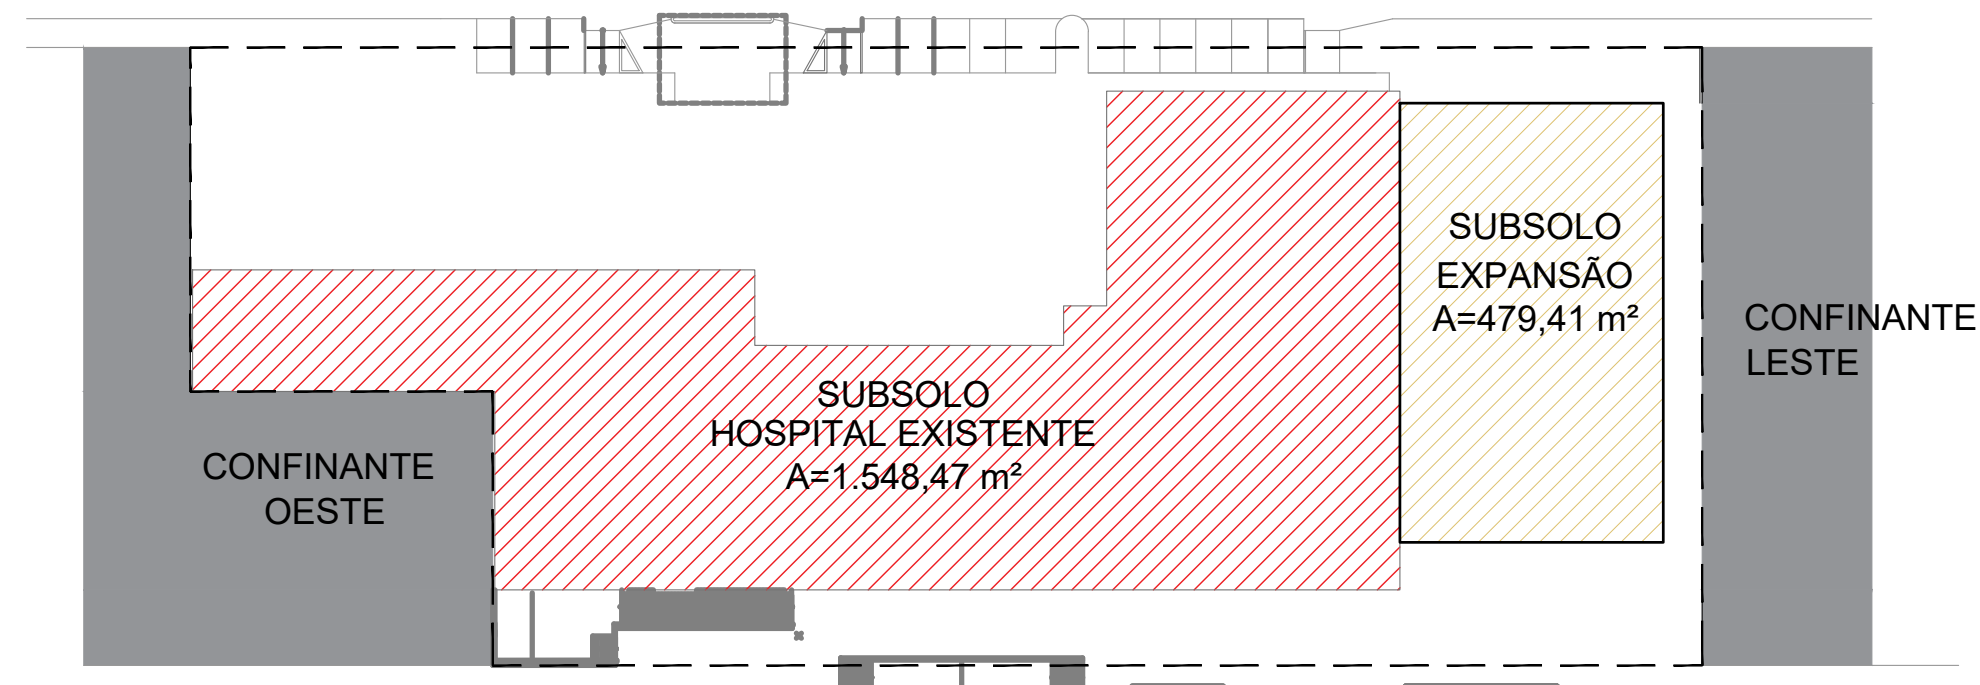 SUBSOLO
EXPANSÃO
A=479,41 m²
CONFINANTE
LESTE
SUBSOLO
HOSPITAL EXISTENTE
A=1.548,47 m²
CONFINANTE
OESTE